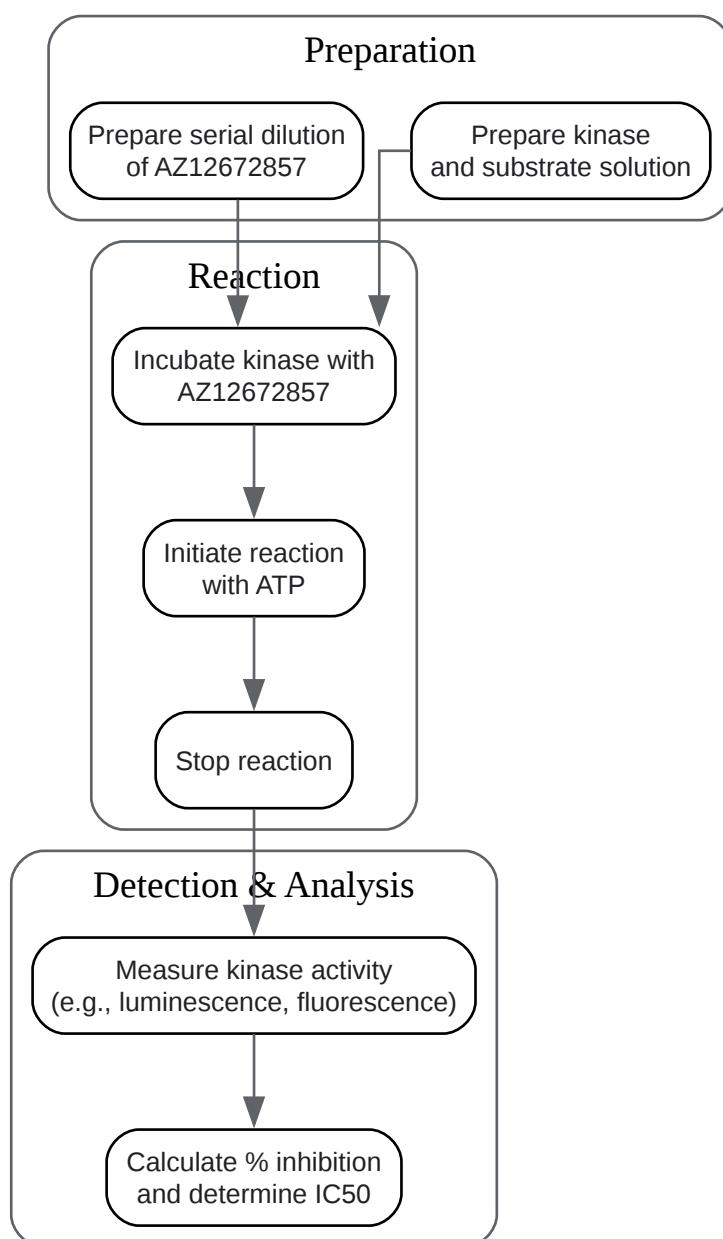 Preparation
Prepare serial dilution
of AZ12672857
Prepare kinase
and substrate solution
Reaction
Incubate kinase with
AZ12672857
Initiate reaction
with ATP
Stop reaction
Detection & Analysis
Measure kinase activity
(e.g., luminescence, fluorescence)
Calculate % inhibition
and determine IC50